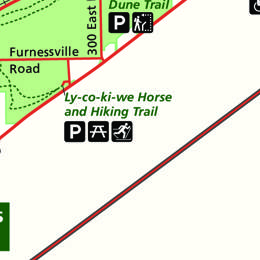 Dune Trail
300 East
P
Furnessville
Road
Ly-co-ki-we Horse
and Hiking Trail
P